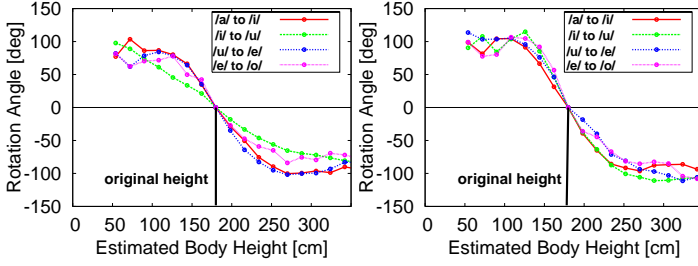 Rotation Angle [deg]
150
100
50
0
-50
-100
-150
/a/ to /i/
/i/ to /u/
/u/ to /e/
/e/ to /o/
original height
0 50 100 150 200 250 300
Estimated Body Height [cm]
Rotation Angle [deg]
150
100
50
0
-50
-100
-150
/a/ to /i/
/i/ to /u/
/u/ to /e/
/e/ to /o/
original height
0 50 100 150 200 250 300
Estimated Body Height [cm]